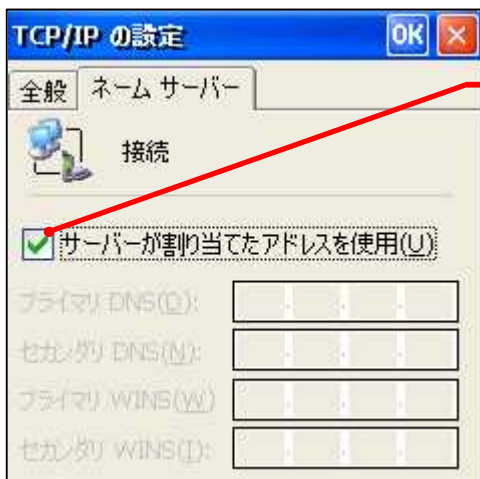 TCP/IP の設定 OK
全般 ネーム サーバー
接続
サーバーが割り当てたアドレスを使用(U)
プライマリ DNS(D):
セカンダリ DNS(N):
プライマリ WINS(W)
セカンダリ WINS(I):